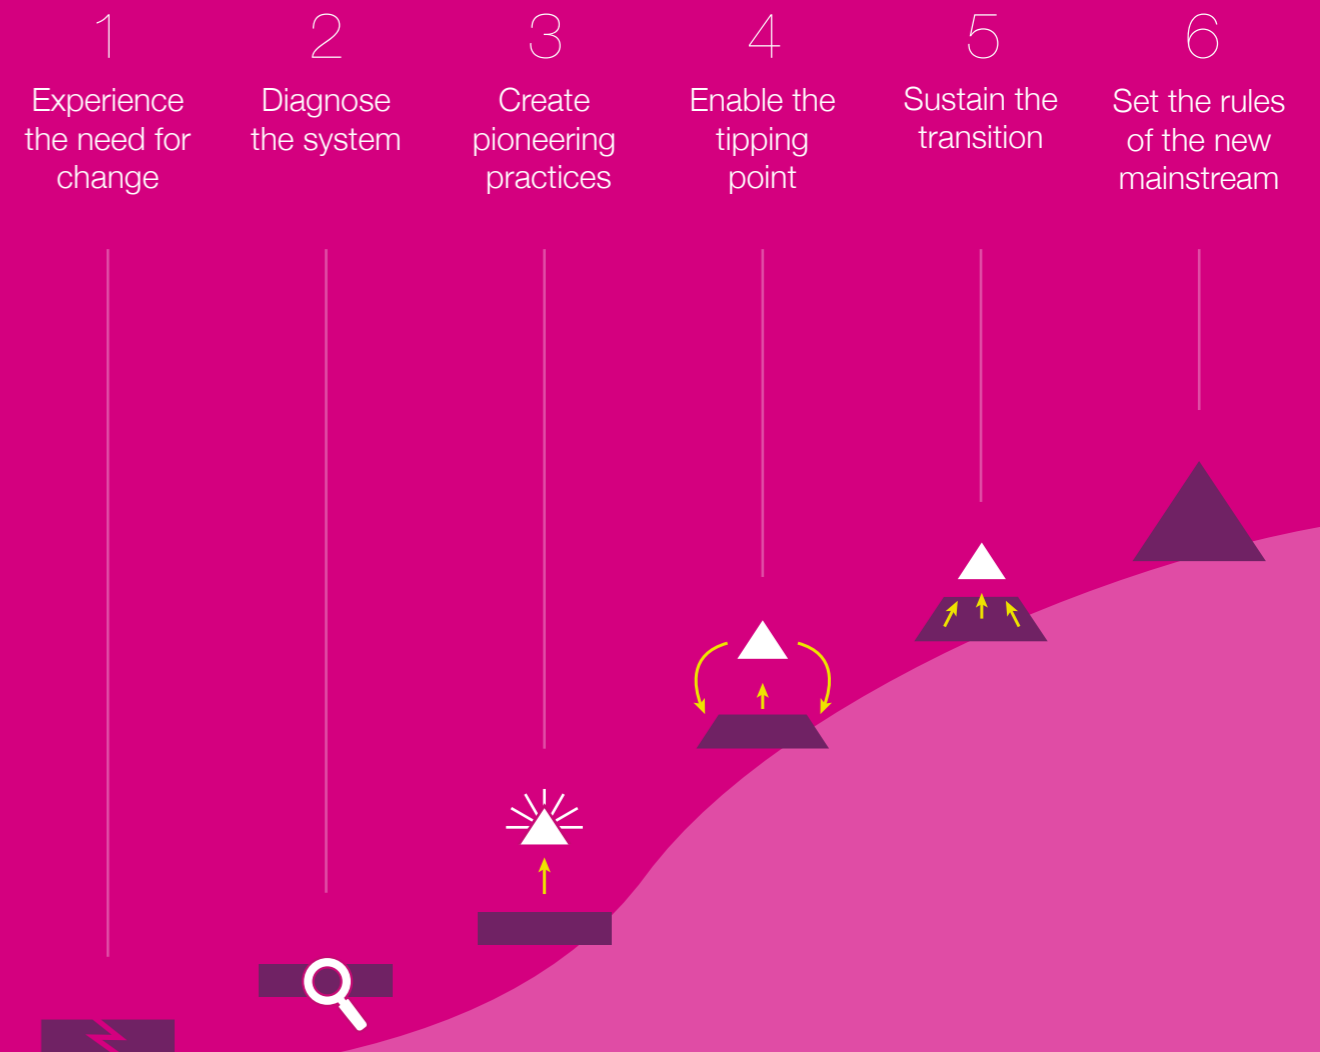 1
Experience
the need for
change
2
Diagnose
the system
3
Create
pioneering
practices
4
Enable the
tipping
point
5
Sustain the
transition
6
Set the rules
of the new
mainstream